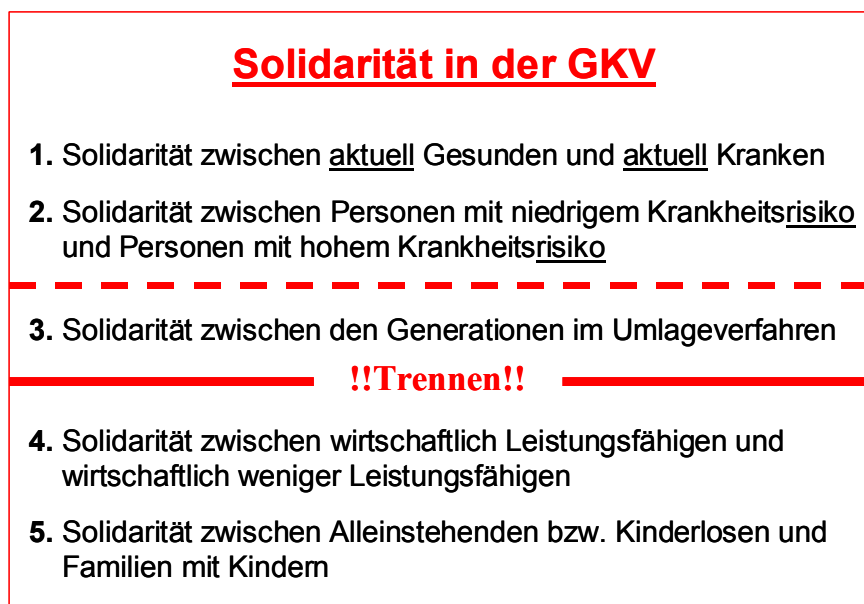 Solidarität in der GKV
1. Solidarität zwischen aktuell Gesunden und aktuell Kranken
2. Solidarität zwischen Personen mit niedrigem Krankheitsrisiko
und Personen mit hohem Krankheitsrisiko
3. Solidarität zwischen den Generationen im Umlageverfahren
!!Trennen!!
4. Solidarität zwischen wirtschaftlich Leistungsfähigen und
wirtschaftlich weniger Leistungsfähigen
5. Solidarität zwischen Alleinstehenden bzw. Kinderlosen und
Familien mit Kindern